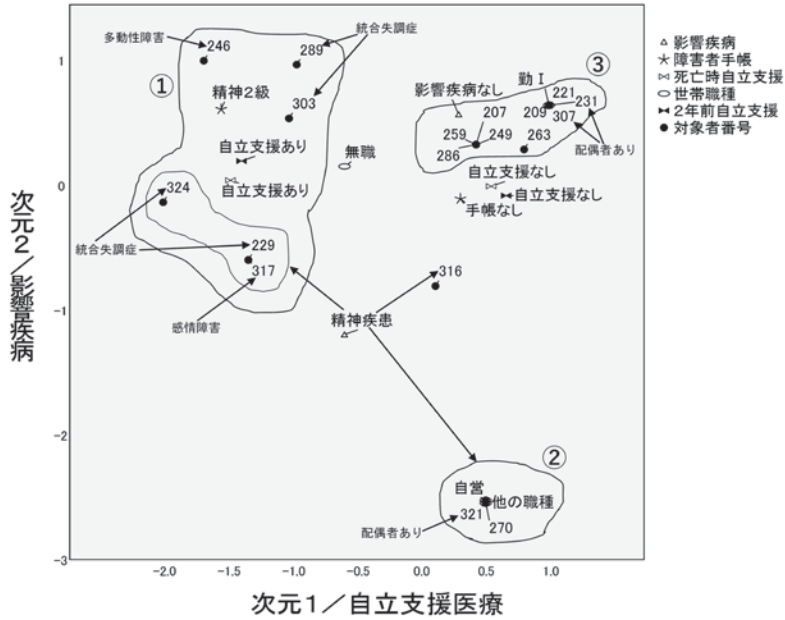 1
0
-1
-2
-3
-2.0
-1.5
-1.0
-0.5
0.0
0.5
1.0
次元2／影響疾病
次元1／自立支援医療
①
多動性障害
246
289
統合失調症
303
精神2級
自立支援あり
自立支援あり
無職
324
統合失調症
229
317
感情障害
③
影響疾病なし
勤Ⅰ
221
231
207
209
307
259
249
263
286
配偶者あり
自立支援なし
自立支援なし
手帳なし
316
精神疾患
②
自営
他の職種
321
270
配偶者あり
影響疾病
障害者手帳
死亡時自立支援
世帯職種
2年前自立支援
対象者番号